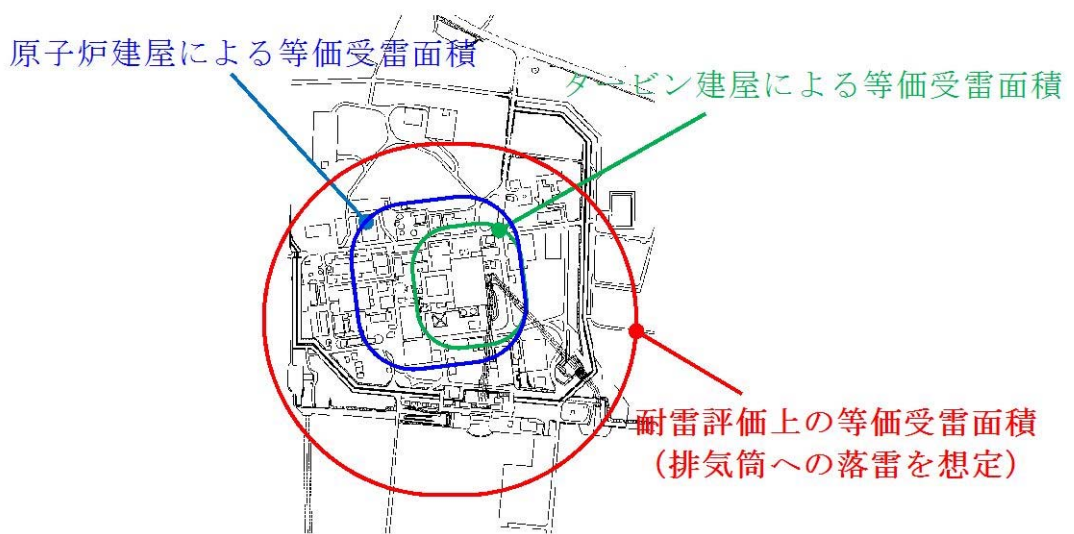 原子炉建屋による等価受雷面積
タービン建屋による等価受雷面積
耐雷評価上の等価受雷面積
（排気筒への落雷を想定）